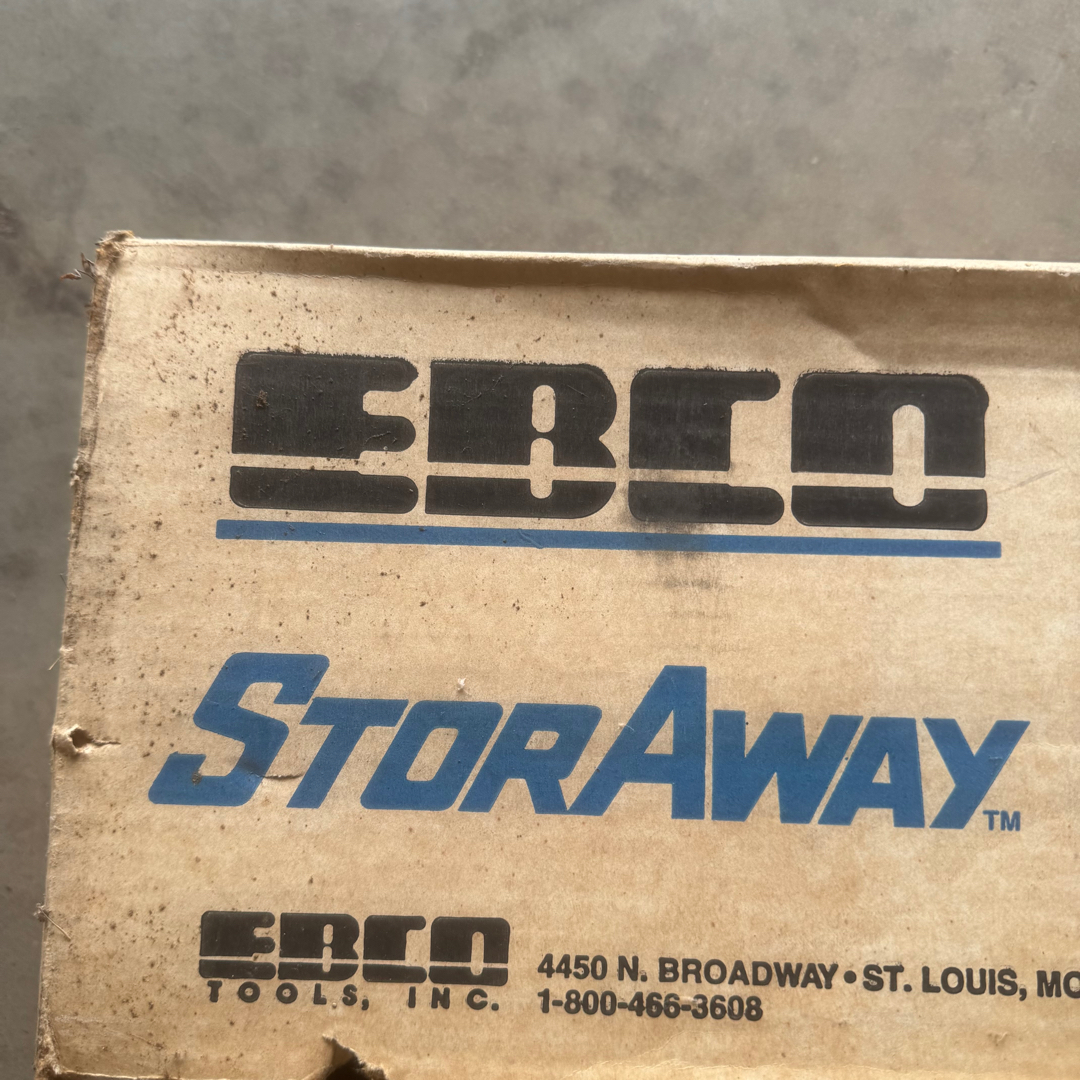 EBCO
STORAWAY™
EBCO
TOOLS, INC.
4450 N. BROADWAY • ST. LOUIS, MO
1-800-466-3608